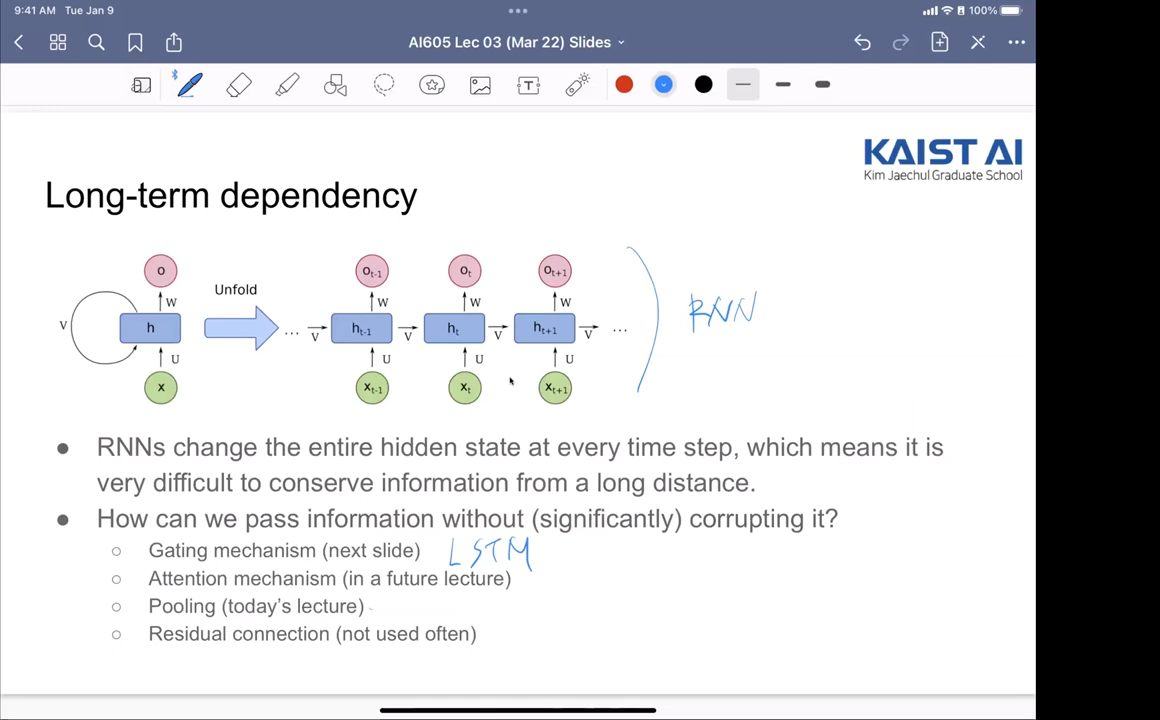 9:41 AM Tue Jan 9
100%
AI605 Lec 03 (Mar 22) Slides
T
KAIST AI
Kim Jaechul Graduate School
Long-term dependency
o
W
V
h
U
x
Unfold
...
V
o_{t-1}
W
h_{t-1}
V
U
x_{t-1}
o_t
W
h_t
V
U
x_t
o_{t+1}
W
h_{t+1}
V
U
x_{t+1}
...
RNN
● RNNs change the entire hidden state at every time step, which means it is
very difficult to conserve information from a long distance.
● How can we pass information without (significantly) corrupting it?
○ Gating mechanism (next slide) LSTM
○ Attention mechanism (in a future lecture)
○ Pooling (today's lecture)
○ Residual connection (not used often)